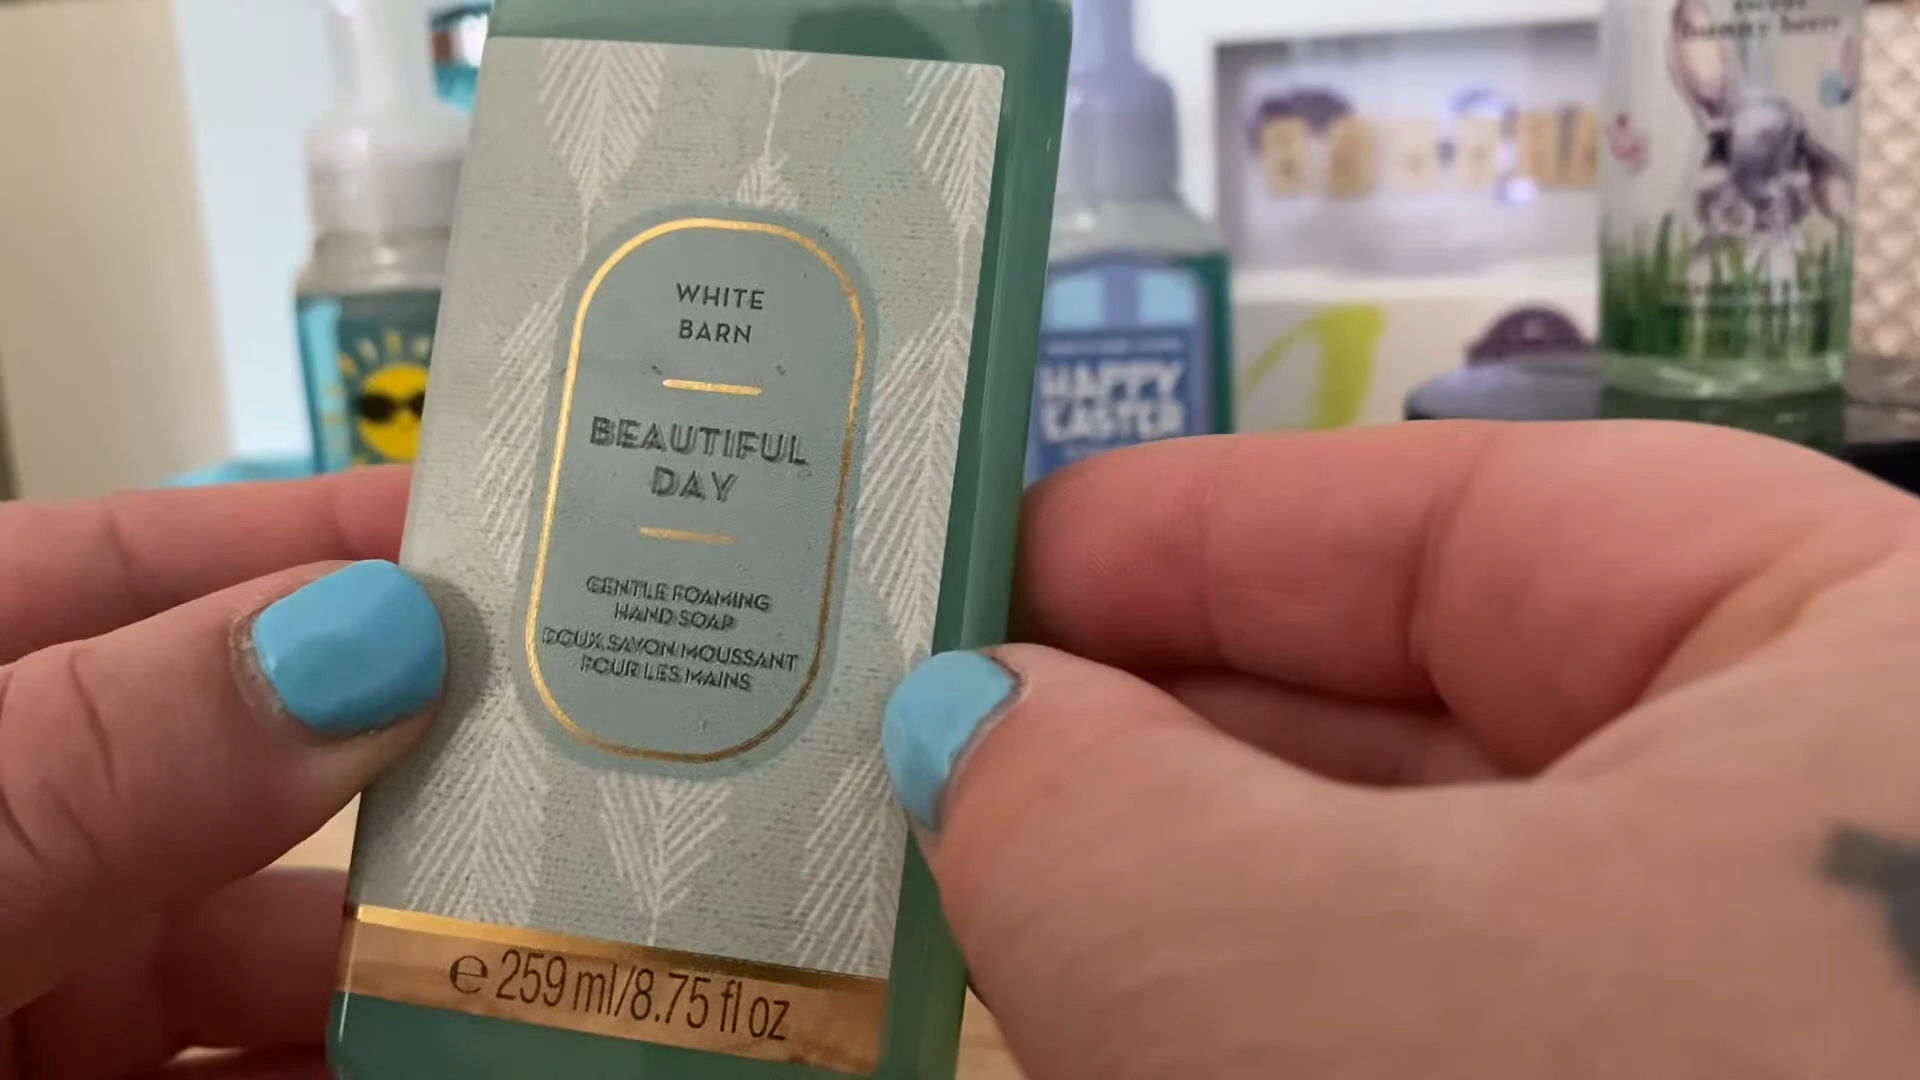 WHITE
BARN
BEAUTIFUL
DAY
GENTLE FOAMING
HAND SOAP
DOUX SAVON MOUSSANT
POUR LES MAINS
e 259 ml/8.75 fl oz
HAPPY
EASTER